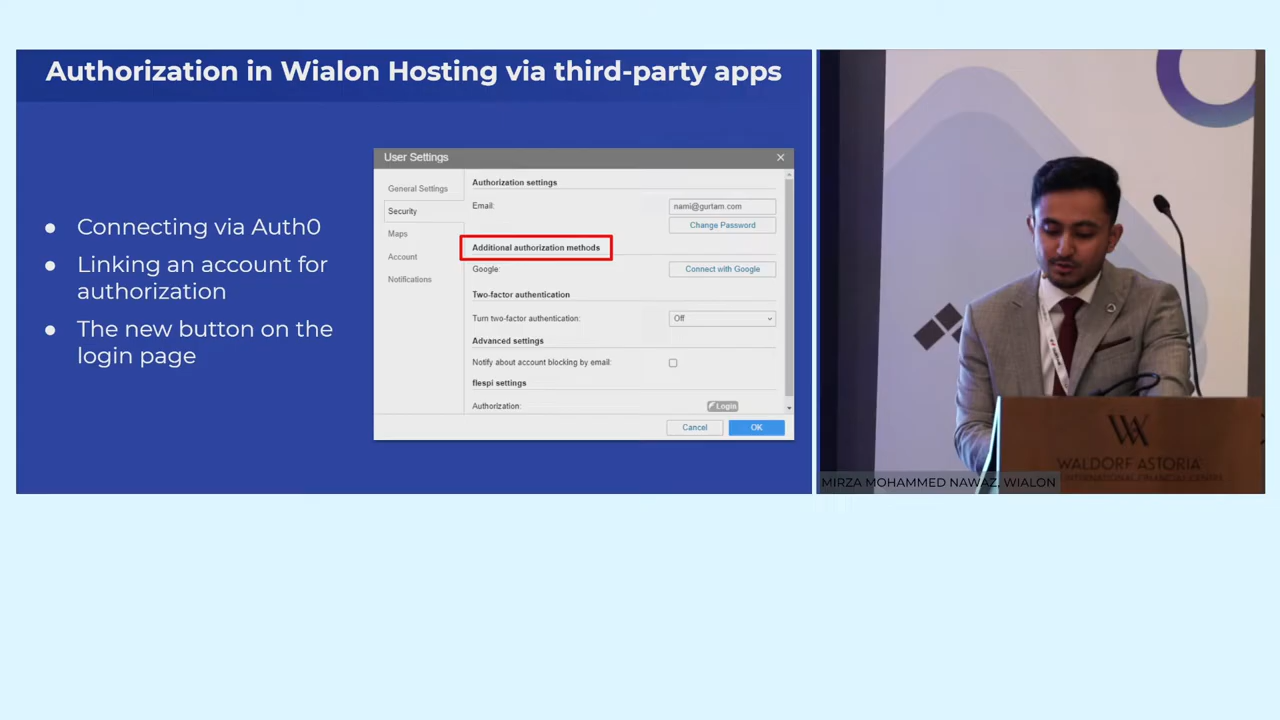 Authorization in Wialon Hosting via third-party apps
● Connecting via Auth0
● Linking an account for
authorization
● The new button on the
login page
User Settings
General Settings
Security
Maps
Account
Notifications
Authorization settings
Email: nami@gurtam.com
Change Password
Additional authorization methods
Google: Connect with Google
Two-factor authentication
Turn two-factor authentication: Off
Advanced settings
Notify about account blocking by email:
flespi settings
Authorization: Login
Cancel OK
WALDORF ASTORIA
INTERNATIONAL FINANCIAL CENTRE
MIRZA MOHAMMED NAWAZ, WIALON